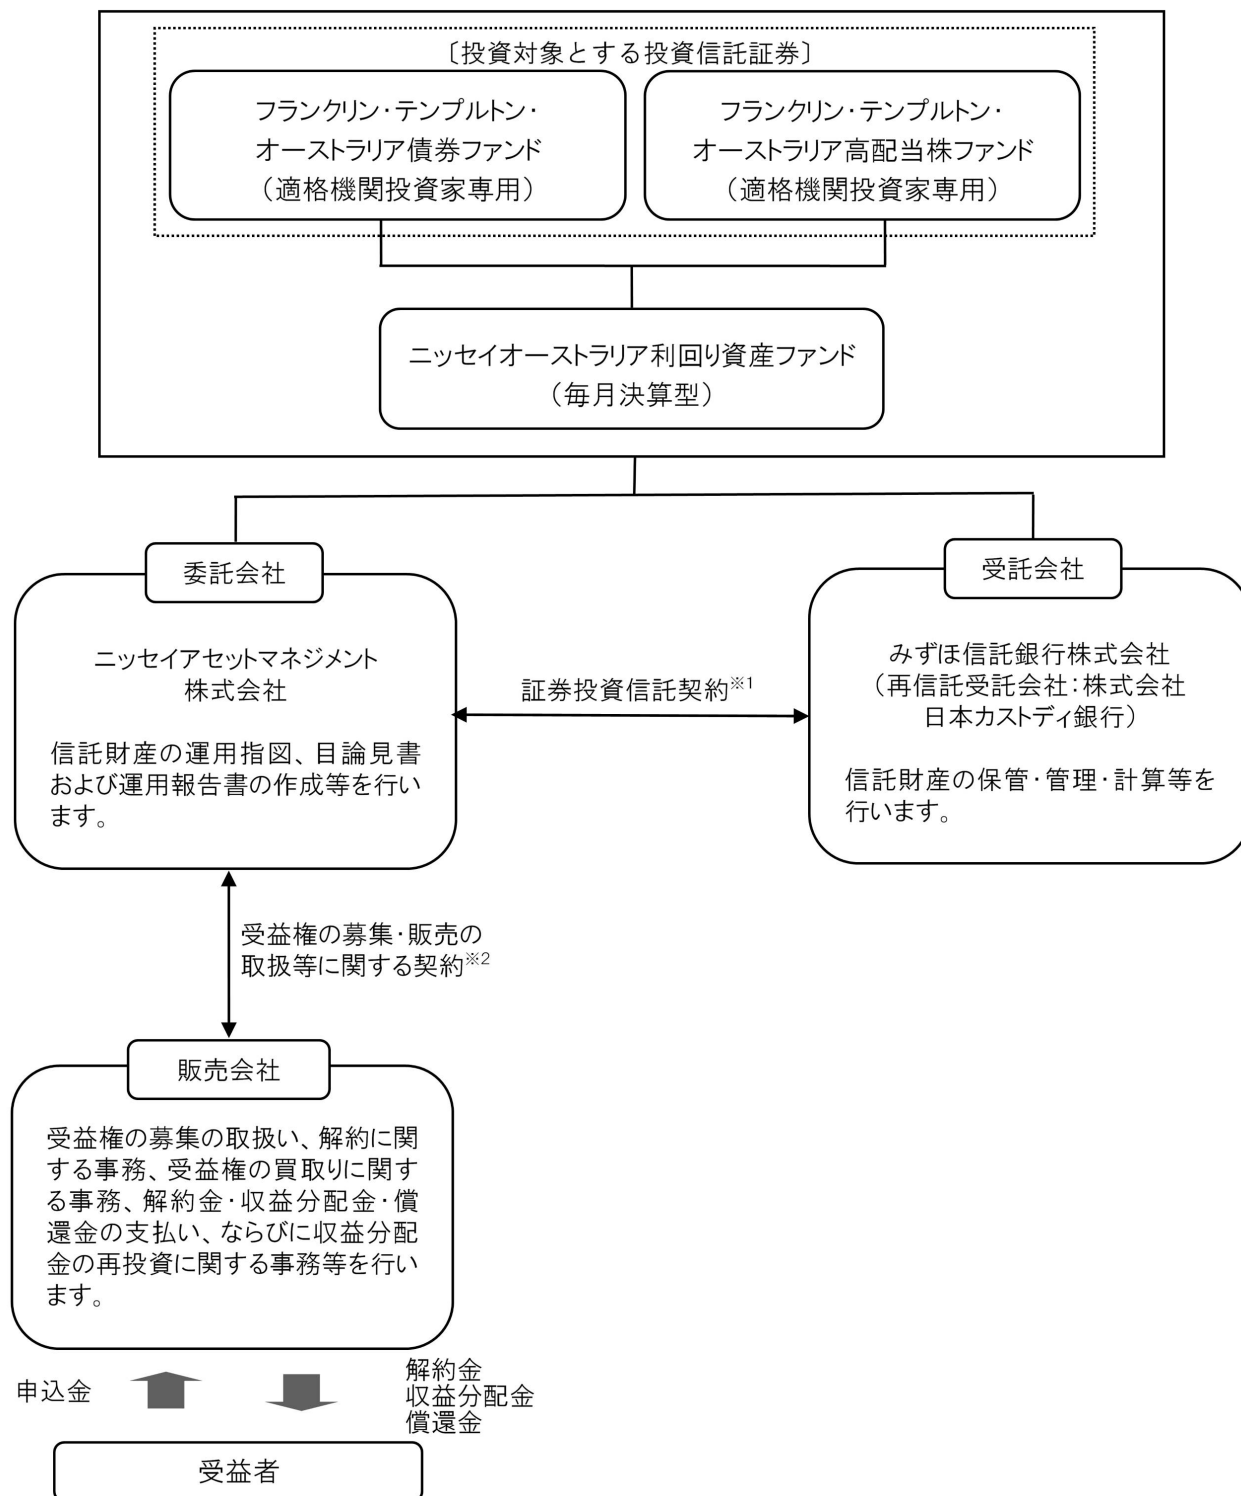 〔投資対象とする投資信託証券〕
フランクリン・テンプルトン・
オーストラリア債券ファンド
（適格機関投資家専用）
フランクリン・テンプルトン・
オーストラリア高配当株ファンド
（適格機関投資家専用）
ニッセイオーストラリア利回り資産ファンド
（毎月決算型）
委託会社
ニッセイアセットマネジメント
株式会社
信託財産の運用指図、目論見書
および運用報告書の作成等を行い
ます。
証券投資信託契約※1
受託会社
みずほ信託銀行株式会社
（再信託受託会社：株式会社
日本カストディ銀行）
信託財産の保管・管理・計算等を
行います。
受益権の募集・販売の
取扱等に関する契約※2
販売会社
受益権の募集の取扱い、解約に関
する事務、受益権の買取りに関す
る事務、解約金・収益分配金・償
還金の支払い、ならびに収益分配
金の再投資に関する事務等を行い
ます。
申込金
解約金
収益分配金
償還金
受益者